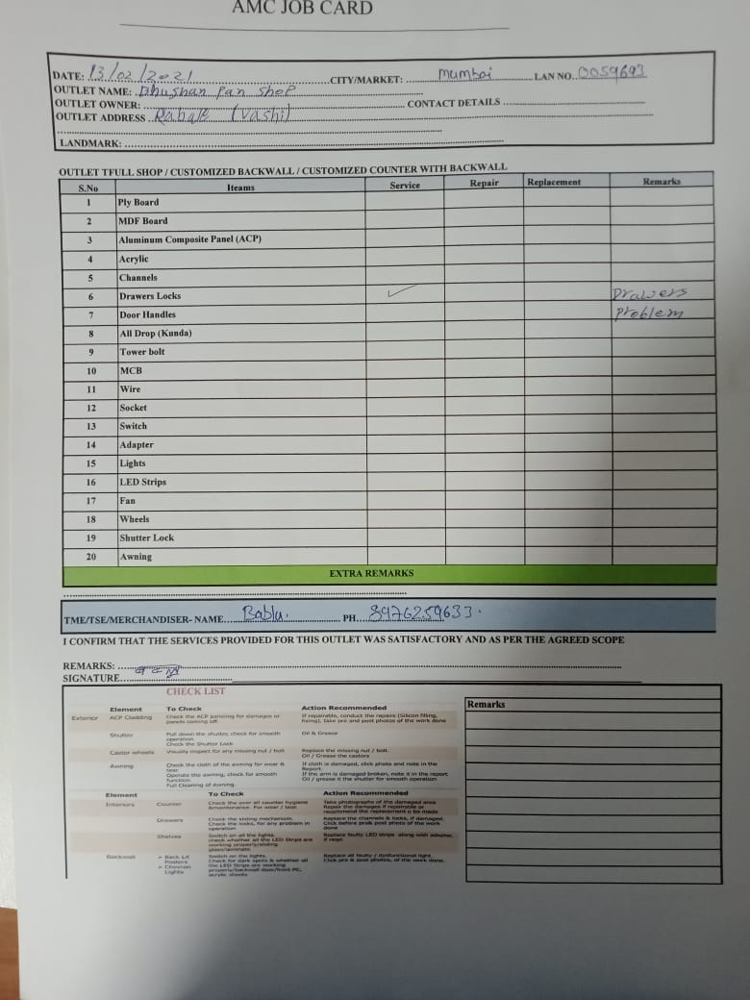 AMC JOB CARD
DATE: 13/02/2021 CITY/MARKET: Mumbai LAN NO. 0059693
OUTLET NAME: Bhushan Pan Shop
OUTLET OWNER: CONTACT DETAILS
OUTLET ADDRESS Rabale (Vashi)
LANDMARK:
OUTLET TFULL SHOP / CUSTOMIZED BACKWALL / CUSTOMIZED COUNTER WITH BACKWALL
S.No Iteams Service Repair Replacement Remarks
1 Ply Board
2 MDF Board
3 Aluminum Composite Panel (ACP)
4 Acrylic
5 Channels
6 Drawers Locks ✓ Drawers
7 Door Handles Problem
8 All Drop (Kunda)
9 Tower bolt
10 MCB
11 Wire
12 Socket
13 Switch
14 Adapter
15 Lights
16 LED Strips
17 Fan
18 Wheels
19 Shutter Lock
20 Awning
EXTRA REMARKS
TME/TSE/MERCHANDISER- NAME Bablu. PH. 8976259633.
I CONFIRM THAT THE SERVICES PROVIDED FOR THIS OUTLET WAS SATISFACTORY AND AS PER THE AGREED SCOPE
REMARKS:
SIGNATURE
CHECK LIST
Remarks
Element To Check Action Recommended
Exterior ACP Cladding Check the ACP paneling for damages or If repairable, conduct the repairs (Silicon filling,
panels coming off. fixing), take pre and post photos of the work done
Shutter Pull down the shutter, check for smooth Oil & Grease
operation
Check the Shutter Lock
Castor wheels Visually inspect for any missing nut / bolt Replace the missing nut / bolt.
Oil / Grease the castors
Awning Check the cloth of the awning for wear & If cloth is damaged, click photo and note in the
tear Report
Operate the awning, check for smooth If the arm is damaged broken, note it in the report
function. Oil / grease it the shutter for smooth operation
Full Cleaning of Awning.
Element To Check Action Recommended
Interiors Counter Check the over all counter hygiene Take photographs of the damaged area
&maintenance. For wear / tear Repair the damages if repairable or
recommend the replacement to be made
Drawers Check the sliding mechanism. Replace the channels & locks, if damaged.
Check the locks, for any problem in Click before post photo of the work
operation done
Shelves Switch on all the lights. Replace faulty LED strips along with adapter,
check whether all the LED Strips are if reqd.
working properly/sliding
glass/laminate
Backwall Back Lit Switch on the lights. Replace all faulty / dysfunctional light.
Posters Check for dark spots & whether all Click pre & post photos, of the work done.
Chevron the LED Strips are working
Lights properly/backwall door/front PC,
acrylic sheets